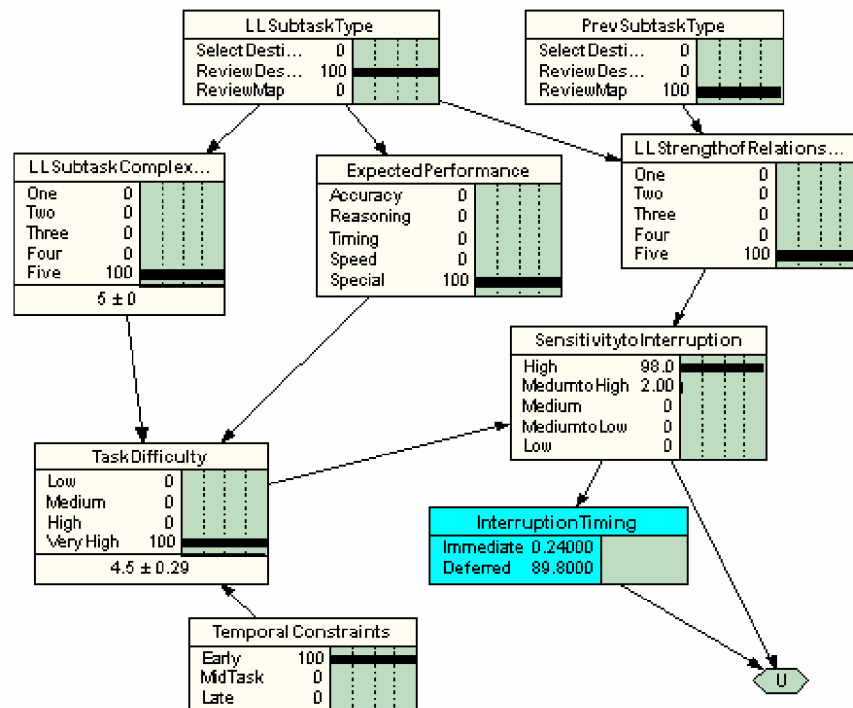 LLSubtaskType
SelectDesti... 0
ReviewDes... 100
ReviewMap 0
PrevSubtaskType
SelectDesti... 0
ReviewDes... 0
ReviewMap 100
LLSubtaskComplex...
One 0
Two 0
Three 0
Four 0
Five 100
5 ± 0
ExpectedPerformance
Accuracy 0
Reasoning 0
Timing 0
Speed 0
Special 100
LLStrengthofRelations...
One 0
Two 0
Three 0
Four 0
Five 100
SensitivitytoInterruption
High 98.0
MedumtoHigh 2.00
Medium 0
MediumtoLow 0
Low 0
TaskDifficulty
Low 0
Medium 0
High 0
Very High 100
4.5 ± 0.29
InterruptionTiming
Immediate 0.24000
Deferred 89.8000
Temporal Constraints
Early 100
MidTask 0
Late 0
U